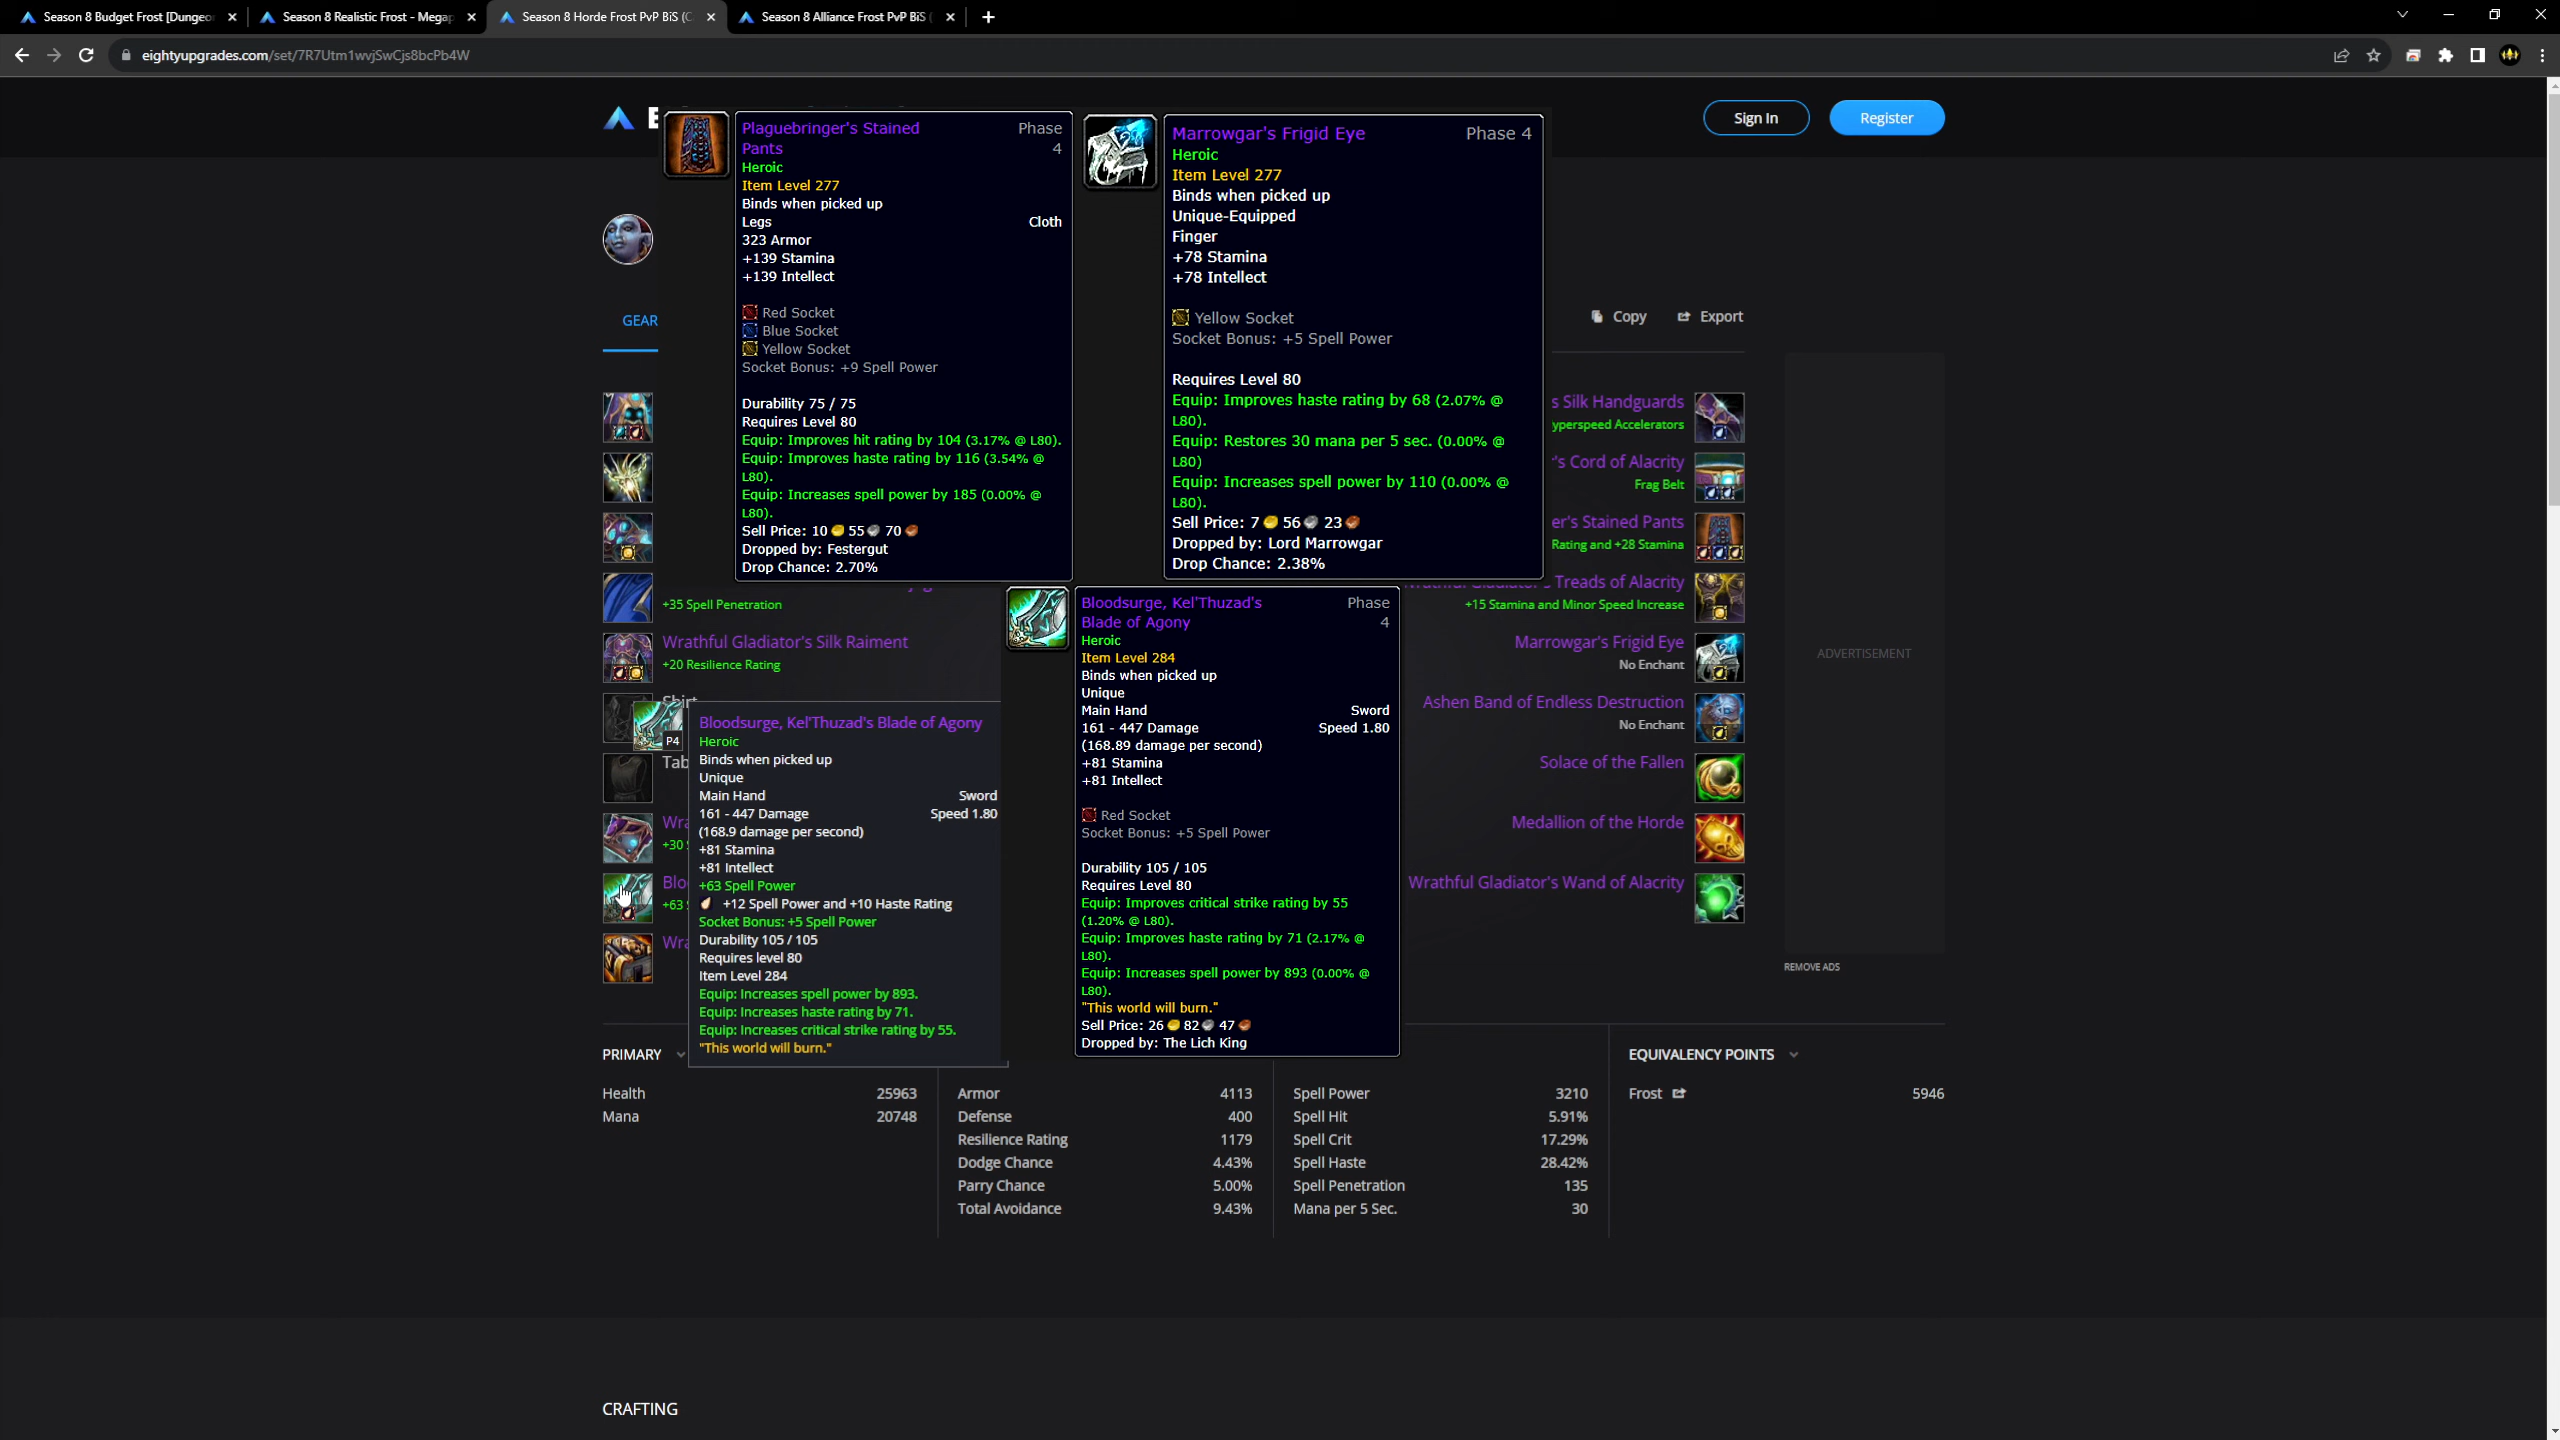 Season 8 Budget Frost [Dungeo
Season 8 Realistic Frost - Mega
Season 8 Horde Frost PvP BiS (C
Season 8 Alliance Frost PvP BiS (
eightyupgrades.com/set/7R7Utm1wvjSwCjs8bcPb4W
E
Sign In
Register
Plaguebringer's Stained Phase
Pants 4
Heroic
Item Level 277
Binds when picked up
Legs Cloth
323 Armor
+139 Stamina
+139 Intellect
Red Socket
Blue Socket
Yellow Socket
Socket Bonus: +9 Spell Power
Durability 75 / 75
Requires Level 80
Equip: Improves hit rating by 104 (3.17% @ L80).
Equip: Improves haste rating by 116 (3.54% @
L80).
Equip: Increases spell power by 185 (0.00% @
L80).
Sell Price: 10 55 70
Dropped by: Festergut
Drop Chance: 2.70%
Marrowgar's Frigid Eye Phase 4
Heroic
Item Level 277
Binds when picked up
Unique-Equipped
Finger
+78 Stamina
+78 Intellect
Yellow Socket
Socket Bonus: +5 Spell Power
Requires Level 80
Equip: Improves haste rating by 68 (2.07% @
L80).
Equip: Restores 30 mana per 5 sec. (0.00% @
L80)
Equip: Increases spell power by 110 (0.00% @
L80).
Sell Price: 7 56 23
Dropped by: Lord Marrowgar
Drop Chance: 2.38%
GEAR
Copy
Export
+35 Spell Penetration
Wrathful Gladiator's Silk Raiment
+20 Resilience Rating
Shirt
Tab
Wra
+30
Blo
+63
Wra
P4
Bloodsurge, Kel'Thuzad's Blade of Agony
Heroic
Binds when picked up
Unique
Main Hand Sword
161 - 447 Damage Speed 1.80
(168.9 damage per second)
+81 Stamina
+81 Intellect
+63 Spell Power
+12 Spell Power and +10 Haste Rating
Socket Bonus: +5 Spell Power
Durability 105 / 105
Requires level 80
Item Level 284
Equip: Increases spell power by 893.
Equip: Increases haste rating by 71.
Equip: Increases critical strike rating by 55.
"This world will burn."
Bloodsurge, Kel'Thuzad's Phase
Blade of Agony 4
Heroic
Item Level 284
Binds when picked up
Unique
Main Hand Sword
161 - 447 Damage Speed 1.80
(168.89 damage per second)
+81 Stamina
+81 Intellect
Red Socket
Socket Bonus: +5 Spell Power
Durability 105 / 105
Requires Level 80
Equip: Improves critical strike rating by 55
(1.20% @ L80).
Equip: Improves haste rating by 71 (2.17% @
L80).
Equip: Increases spell power by 893 (0.00% @
L80).
"This world will burn."
Sell Price: 26 82 47
Dropped by: The Lich King
s Silk Handguards
yperspeed Accelerators
's Cord of Alacrity
Frag Belt
er's Stained Pants
Rating and +28 Stamina
Treads of Alacrity
+15 Stamina and Minor Speed Increase
Marrowgar's Frigid Eye
No Enchant
Ashen Band of Endless Destruction
No Enchant
Solace of the Fallen
Medallion of the Horde
Wrathful Gladiator's Wand of Alacrity
ADVERTISEMENT
REMOVE ADS
PRIMARY
Health 25963
Mana 20748
Armor 4113
Defense 400
Resilience Rating 1179
Dodge Chance 4.43%
Parry Chance 5.00%
Total Avoidance 9.43%
Spell Power 3210
Spell Hit 5.91%
Spell Crit 17.29%
Spell Haste 28.42%
Spell Penetration 135
Mana per 5 Sec. 30
EQUIVALENCY POINTS
Frost 5946
CRAFTING